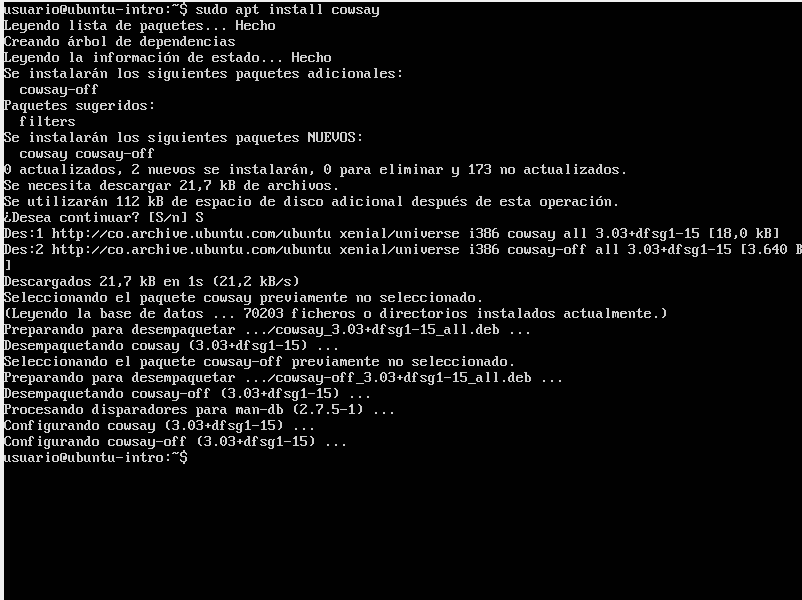 usuario@ubuntu-intro:~$ sudo apt install cowsay
Leyendo lista de paquetes... Hecho
Creando árbol de dependencias
Leyendo la información de estado... Hecho
Se instalarán los siguientes paquetes adicionales:
  cowsay-off
Paquetes sugeridos:
  filters
Se instalarán los siguientes paquetes NUEVOS:
  cowsay cowsay-off
0 actualizados, 2 nuevos se instalarán, 0 para eliminar y 173 no actualizados.
Se necesita descargar 21,7 kB de archivos.
Se utilizarán 112 kB de espacio de disco adicional después de esta operación.
¿Desea continuar? [S/n] S
Des:1 http://co.archive.ubuntu.com/ubuntu xenial/universe i386 cowsay all 3.03+dfsg1-15 [18,0 kB]
Des:2 http://co.archive.ubuntu.com/ubuntu xenial/universe i386 cowsay-off all 3.03+dfsg1-15 [3.640 B
]
Descargados 21,7 kB en 1s (21,2 kB/s)
Seleccionando el paquete cowsay previamente no seleccionado.
(Leyendo la base de datos ... 70203 ficheros o directorios instalados actualmente.)
Preparando para desempaquetar .../cowsay_3.03+dfsg1-15_all.deb ...
Desempaquetando cowsay (3.03+dfsg1-15) ...
Seleccionando el paquete cowsay-off previamente no seleccionado.
Preparando para desempaquetar .../cowsay-off_3.03+dfsg1-15_all.deb ...
Desempaquetando cowsay-off (3.03+dfsg1-15) ...
Procesando disparadores para man-db (2.7.5-1) ...
Configurando cowsay (3.03+dfsg1-15) ...
Configurando cowsay-off (3.03+dfsg1-15) ...
usuario@ubuntu-intro:~$